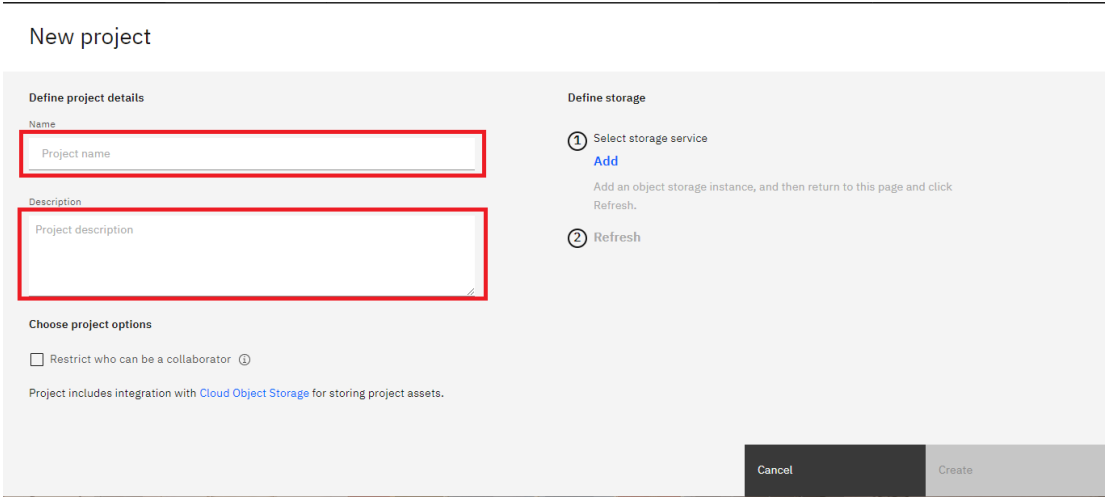 New project
Define project details
Name
Project name
Description
Project description
Choose project options
Restrict who can be a collaborator
Project includes integration with Cloud Object Storage for storing project assets.
Define storage
1 Select storage service
Add
Add an object storage instance, and then return to this page and click
Refresh.
2 Refresh
Cancel
Create